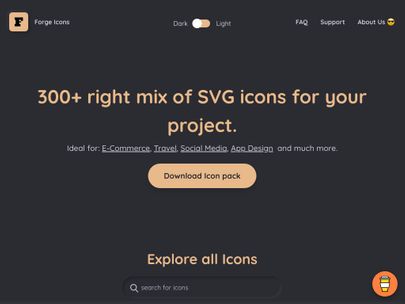 F
Forge Icons
Dark
Light
FAQ
Support
About Us 😎
300+ right mix of SVG icons for your
project.
Ideal for: E-Commerce, Travel, Social Media, App Design and much more.
Download Icon pack
Explore all Icons
search for icons